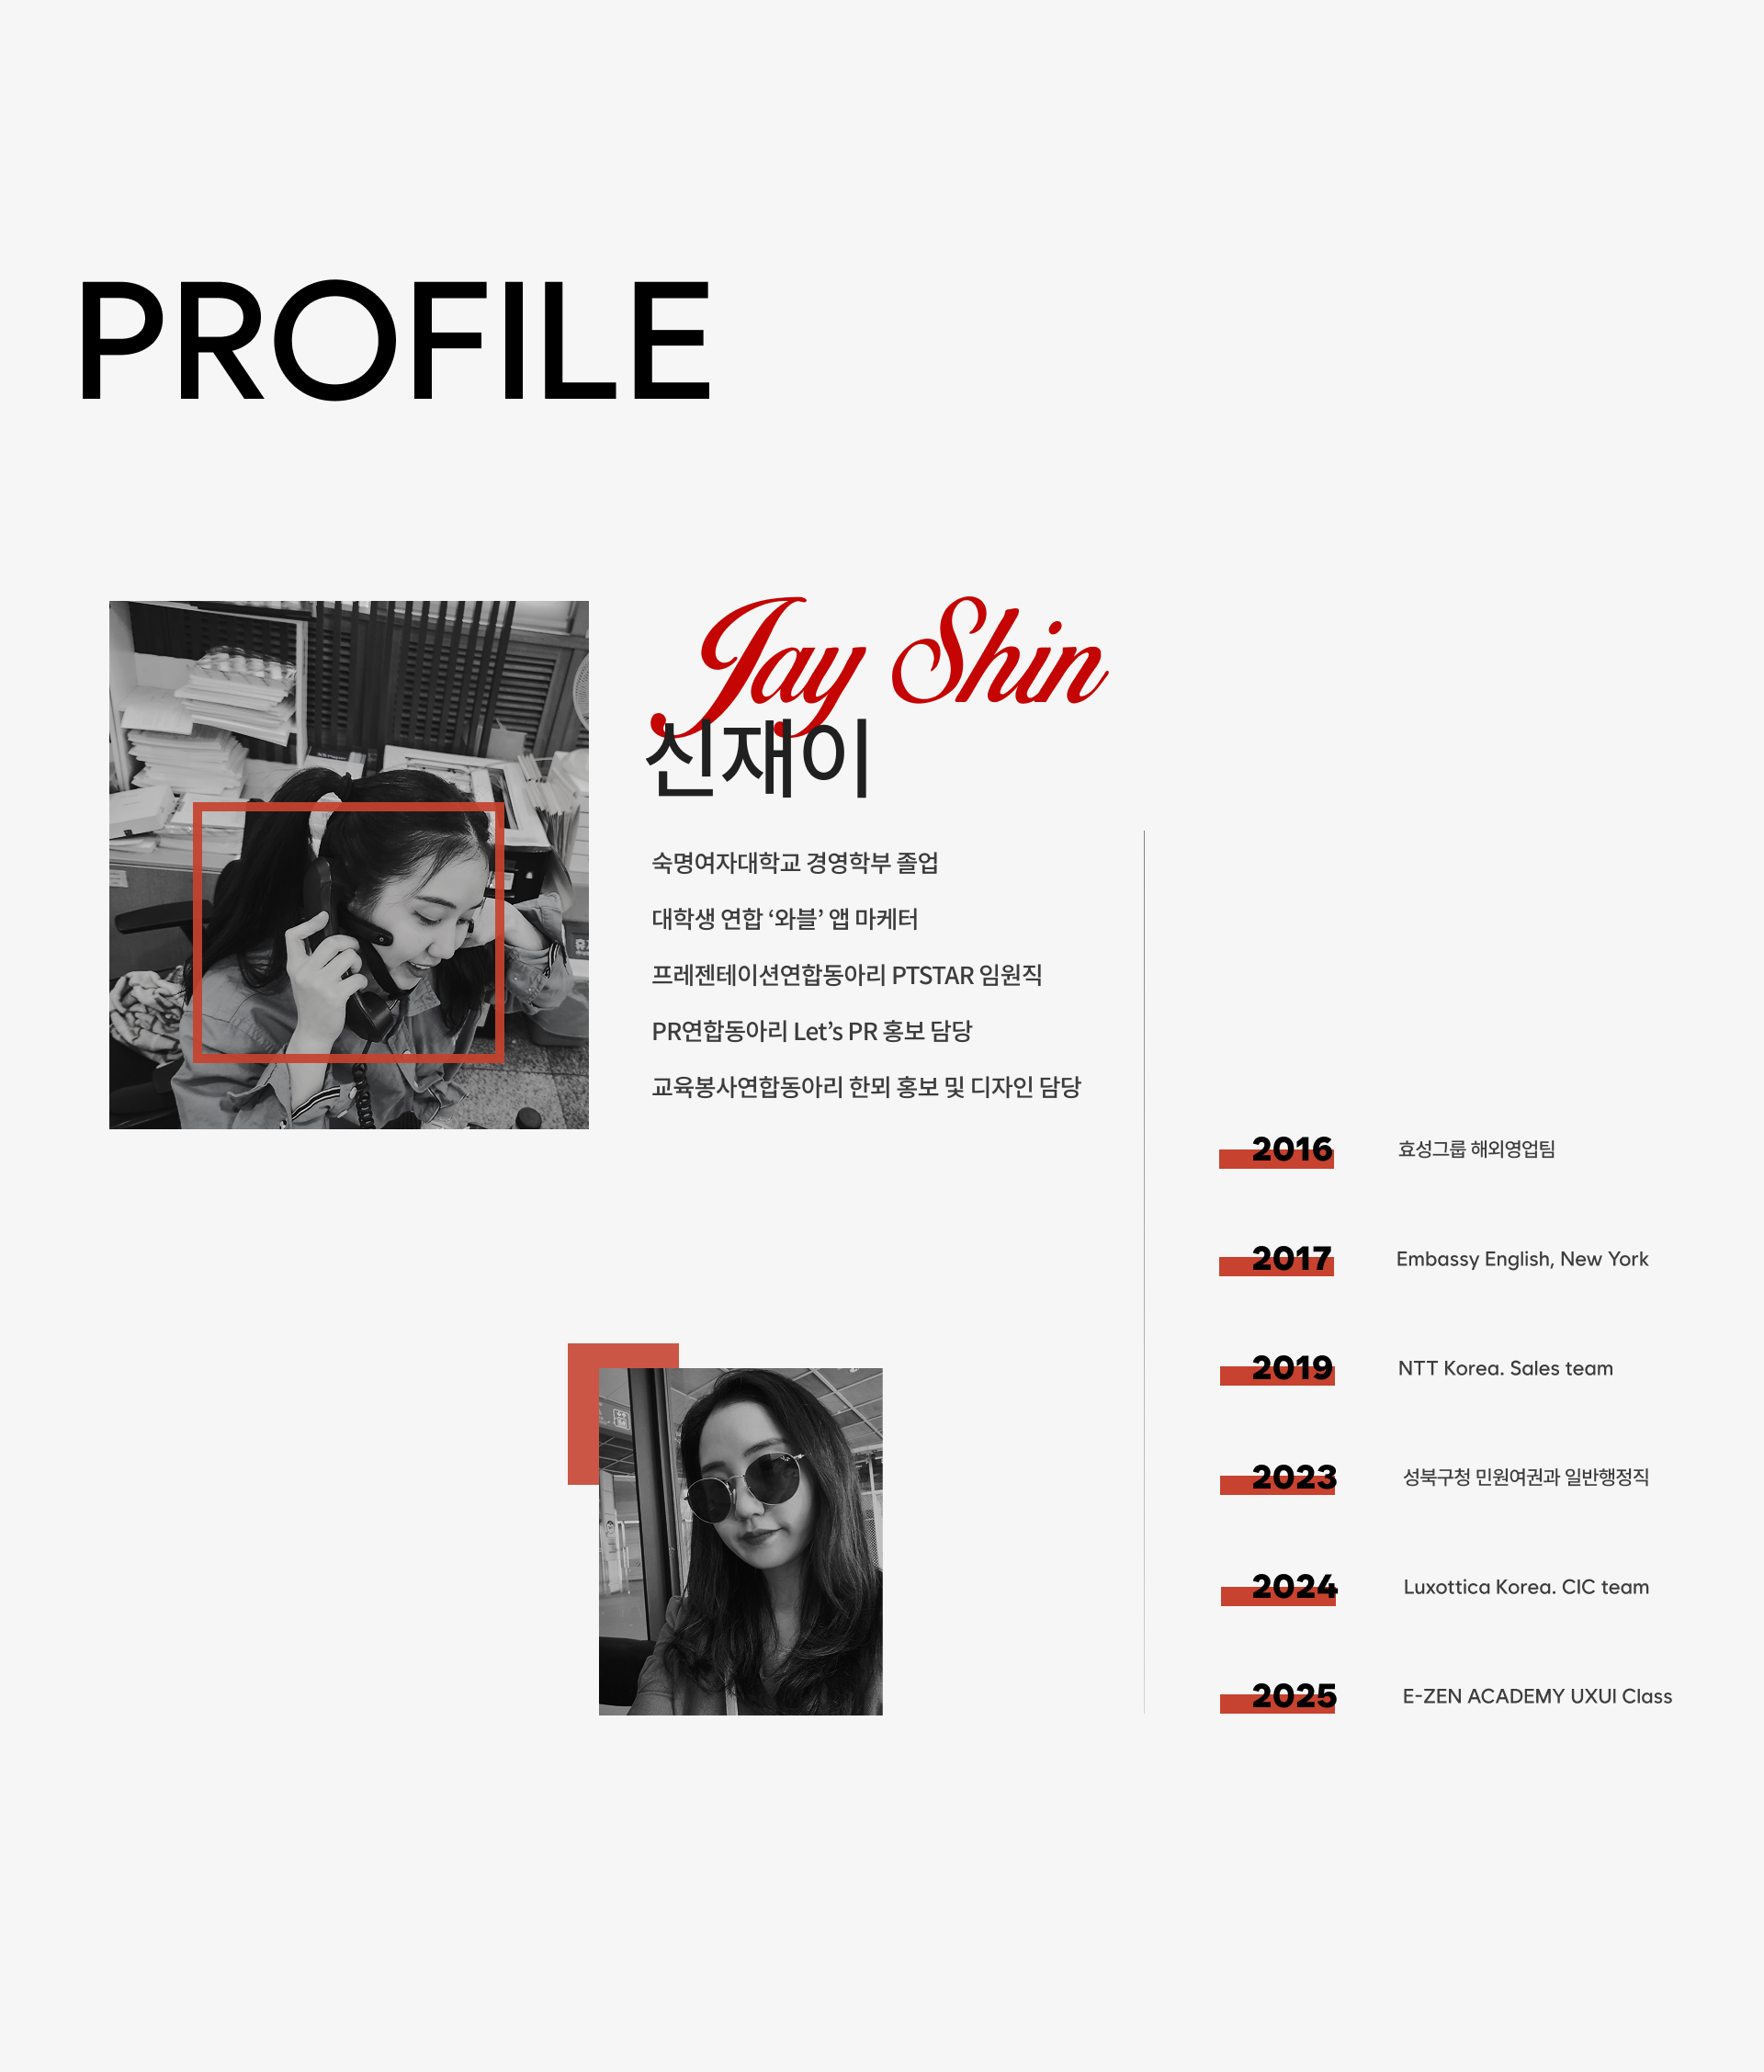 PROFILE
Jay Shin
신재이
숙명여자대학교 경영학부 졸업
대학생 연합 ‘와블’ 앱 마케터
프레젠테이션연합동아리 PTSTAR 임원직
PR연합동아리 Let’s PR 홍보 담당
교육봉사연합동아리 한뫼 홍보 및 디자인 담당
2016 효성그룹 해외영업팀
2017 Embassy English, New York
2019 NTT Korea. Sales team
2023 성북구청 민원여권과 일반행정직
2024 Luxottica Korea. CIC team
2025 E-ZEN ACADEMY UXUI Class